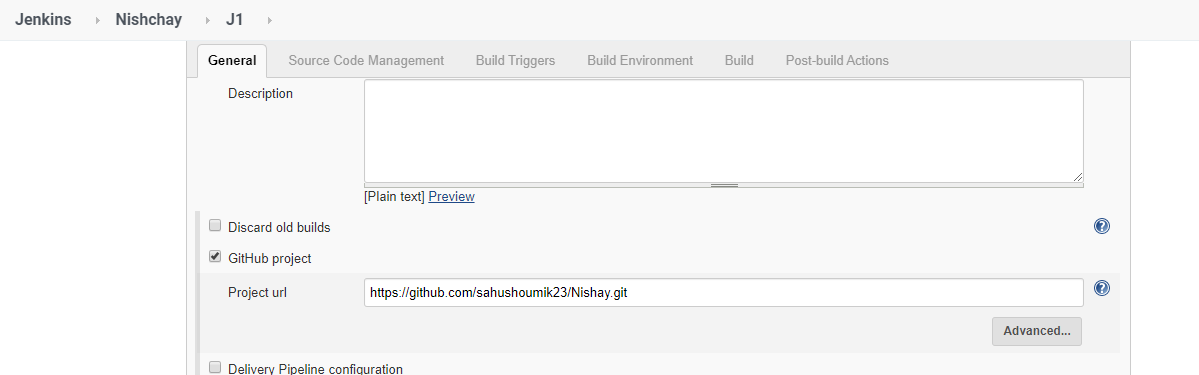 Jenkins Nishchay J1
General Source Code Management Build Triggers Build Environment Build Post-build Actions
Description
[Plain text] Preview
Discard old builds
GitHub project
Project url https://github.com/sahushoumik23/Nishay.git
Advanced...
Delivery Pipeline configuration